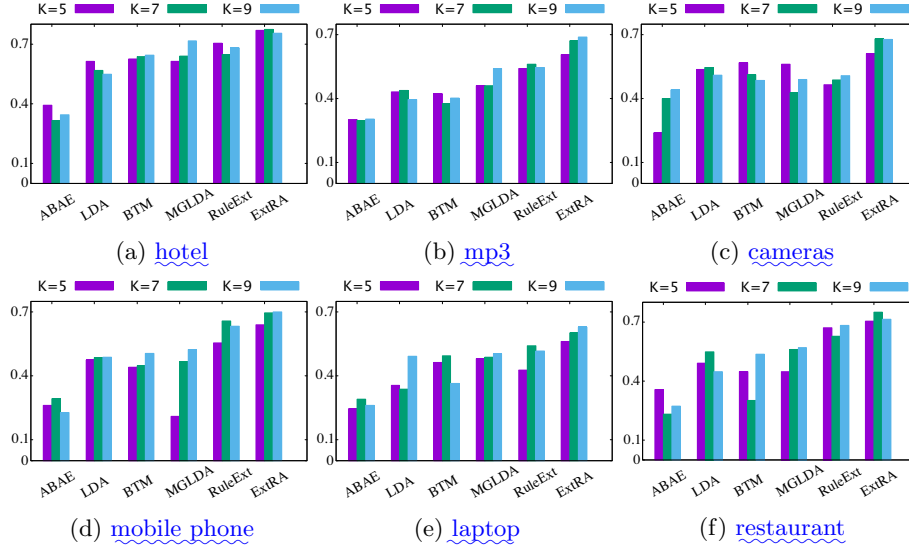 K=5 K=7 K=9 K=5 K=7 K=9 K=5 K=7 K=9
0.7 0.7 0.7
0.4 0.4 0.4
0.1 0.1 0.1
0 0 0
ABAE LDA BTM MGLDA RuleExt ExtRA ABAE LDA BTM MGLDA RuleExt ExtRA ABAE LDA BTM MGLDA RuleExt ExtRA
(a) hotel (b) mp3 (c) cameras
K=5 K=7 K=9 K=5 K=7 K=9 K=5 K=7 K=9
0.7 0.7 0.7
0.4 0.4 0.4
0.1 0.1 0.1
0 0 0
ABAE LDA BTM MGLDA RuleExt ExtRA ABAE LDA BTM MGLDA RuleExt ExtRA ABAE LDA BTM MGLDA RuleExt ExtRA
(d) mobile phone (e) laptop (f) restaurant